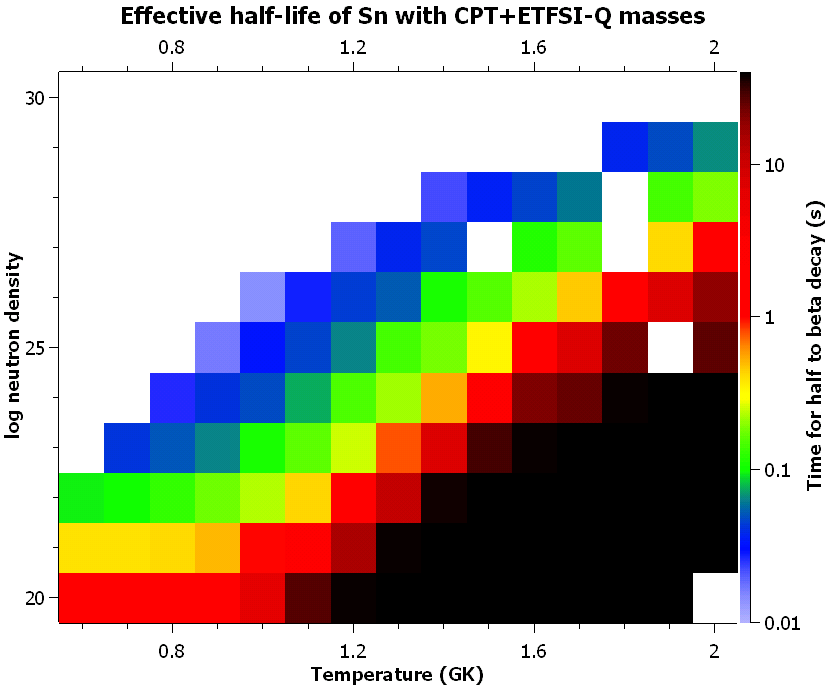 Effective half-life of Sn with CPT+ETFSI-Q masses
0.8 1.2 1.6 2
30
25
20
log neutron density
10
1
0.1
0.01
Time for half to beta decay (s)
0.8 1.2 1.6 2
Temperature (GK)